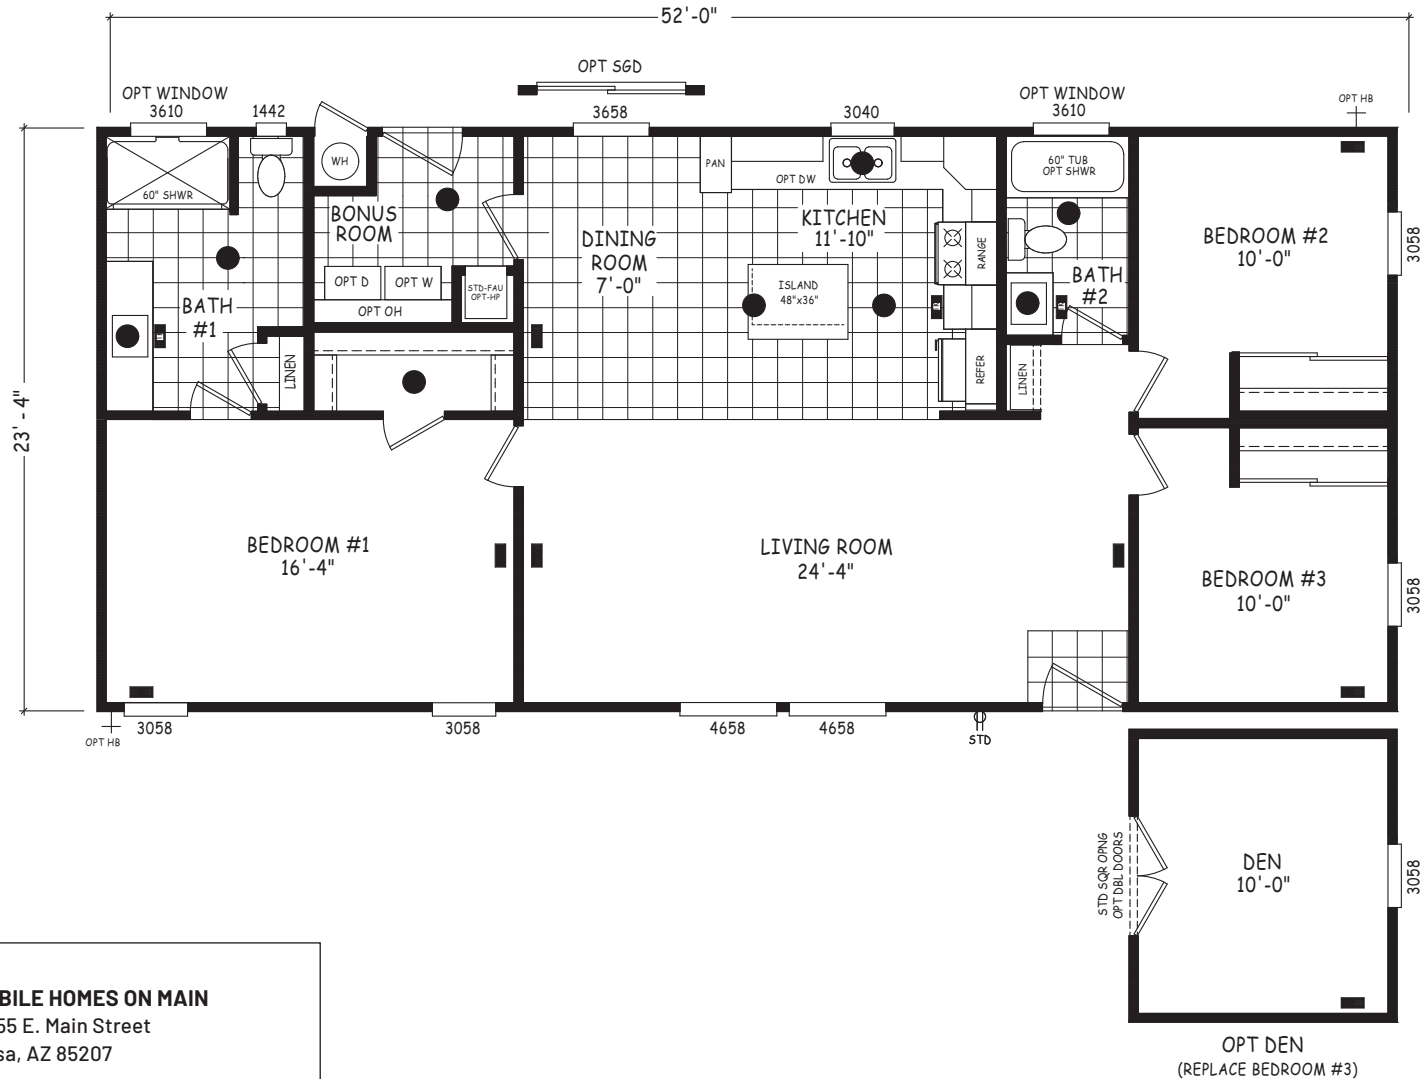 52'-0"
OPT SGD
OPT WINDOW
3610
1442
3658
3040
OPT WINDOW
3610
OPT HB
60" SHWR
WH
PAN
OPT DW
60" TUB
OPT SHWR
BONUS
ROOM
DINING
ROOM
7'-0"
KITCHEN
11'-10"
RANGE
BEDROOM #2
10'-0"
3058
OPT D
OPT W
STD-FAU
OPT-HP
OPT OH
ISLAND
48"x36"
BATH
#1
BATH
#2
LINEN
REFER
LINEN
23'-4"
BEDROOM #1
16'-4"
LIVING ROOM
24'-4"
BEDROOM #3
10'-0"
3058
OPT HB
3058
3058
4658
4658
STD
STD SQR OPNG
OPT DBL DOORS
DEN
10'-0"
3058
OPT DEN
(REPLACE BEDROOM #3)
BILE HOMES ON MAIN
55 E. Main Street
sa, AZ 85207